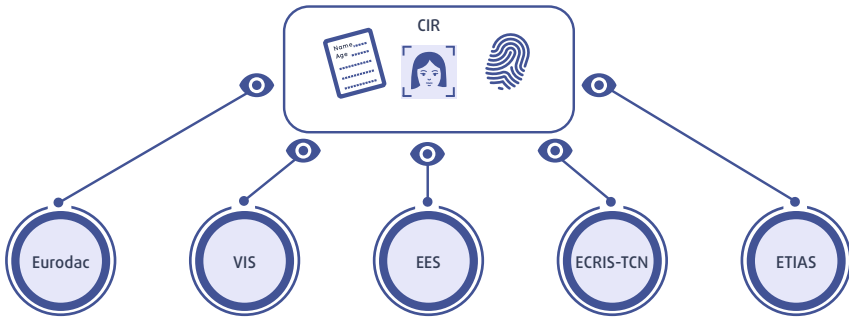 CIR
Name
Age
Eurodac
VIS
EES
ECRIS-TCN
ETIAS